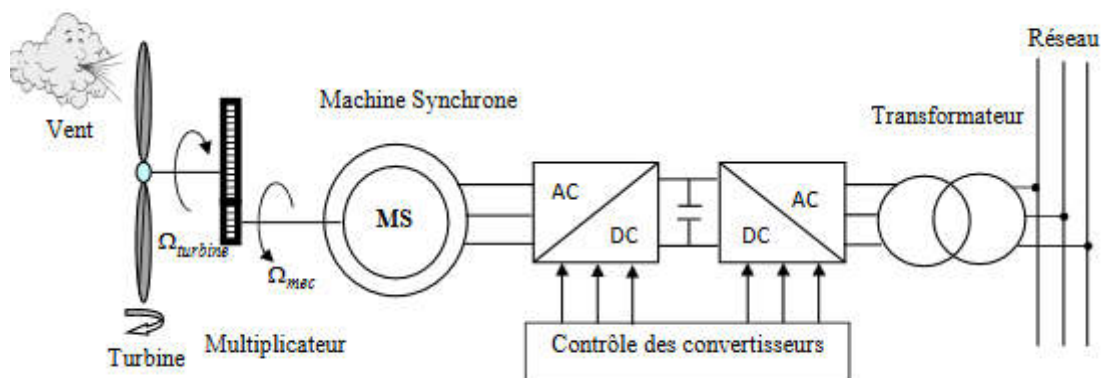 Réseau
Machine Synchrone
Transformateur
Vent
AC
DC
AC
DC
MS
Ωturbine
Ωmec
Multiplicateur
Turbine
Contrôle des convertisseurs